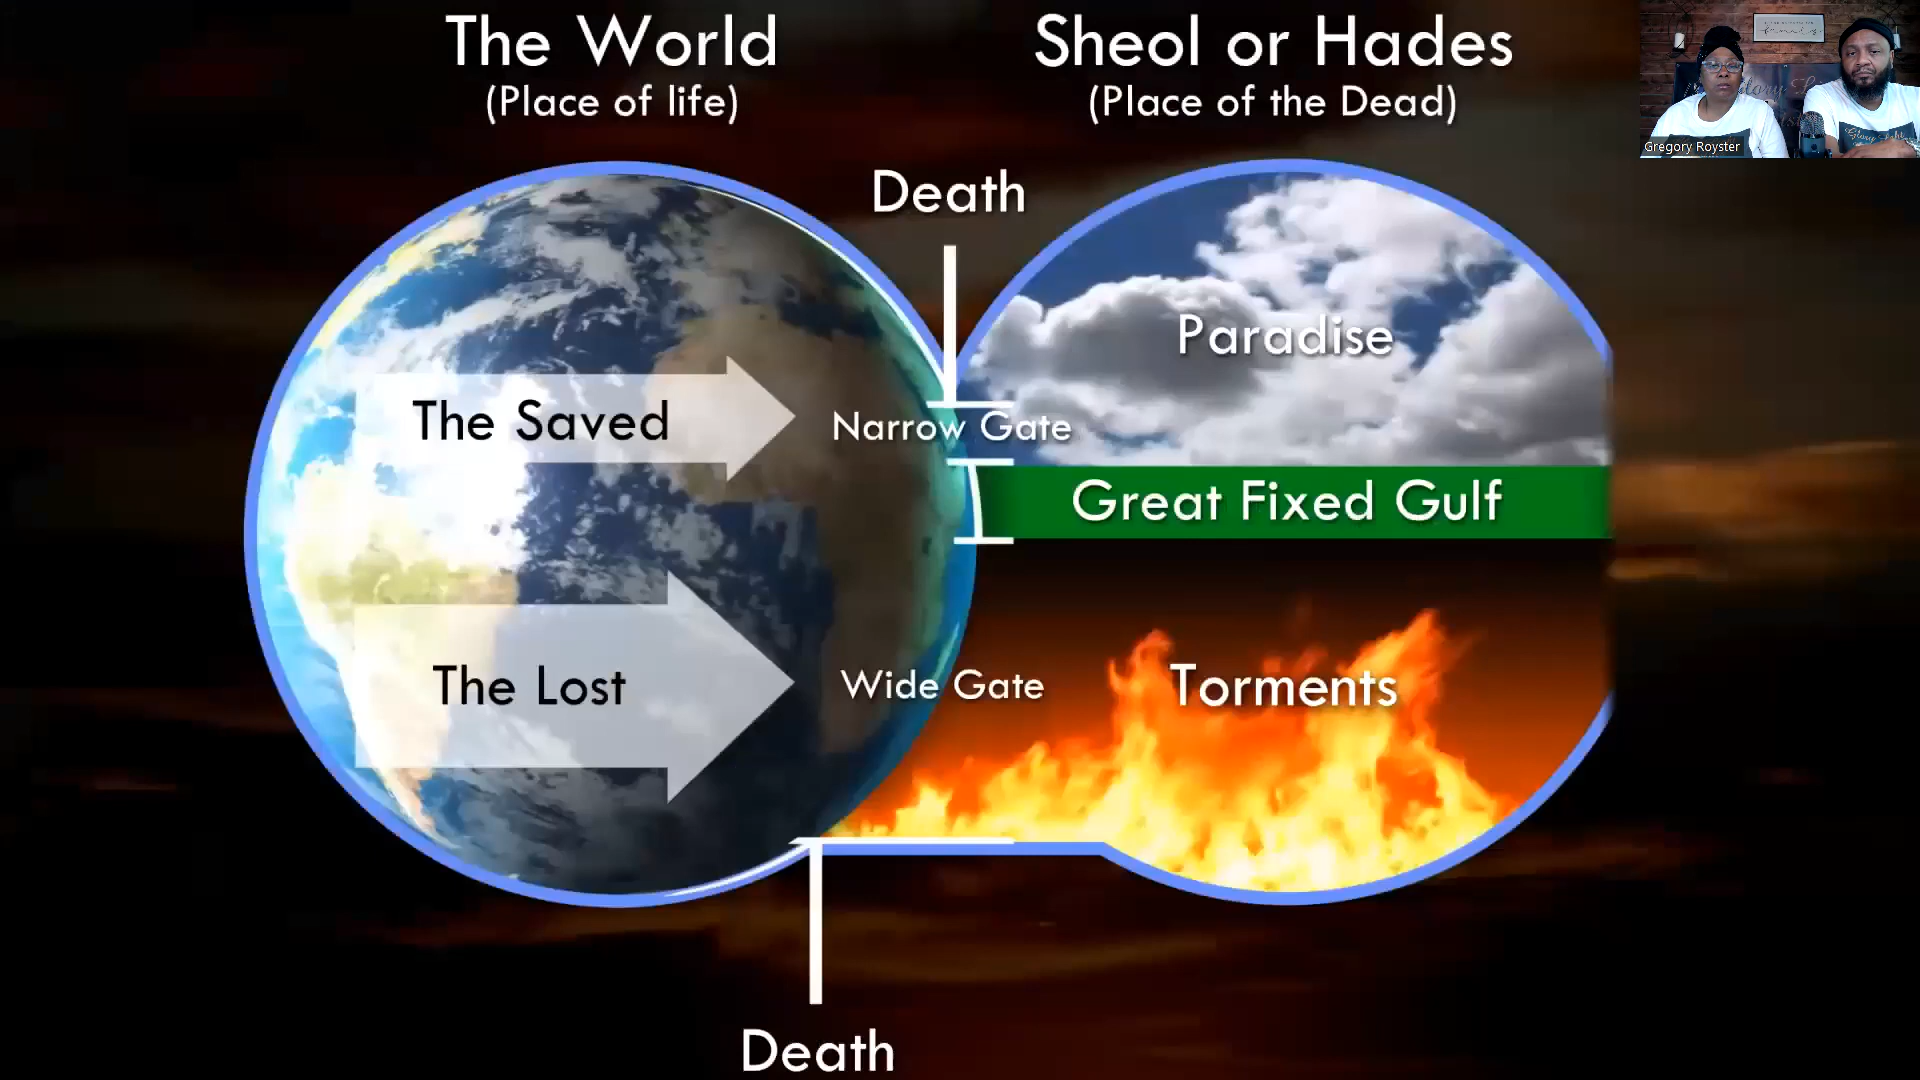 The World
(Place of life)
Sheol or Hades
(Place of the Dead)
Gregory Royster
Death
Paradise
The Saved
Narrow Gate
Great Fixed Gulf
The Lost
Wide Gate
Torments
Death